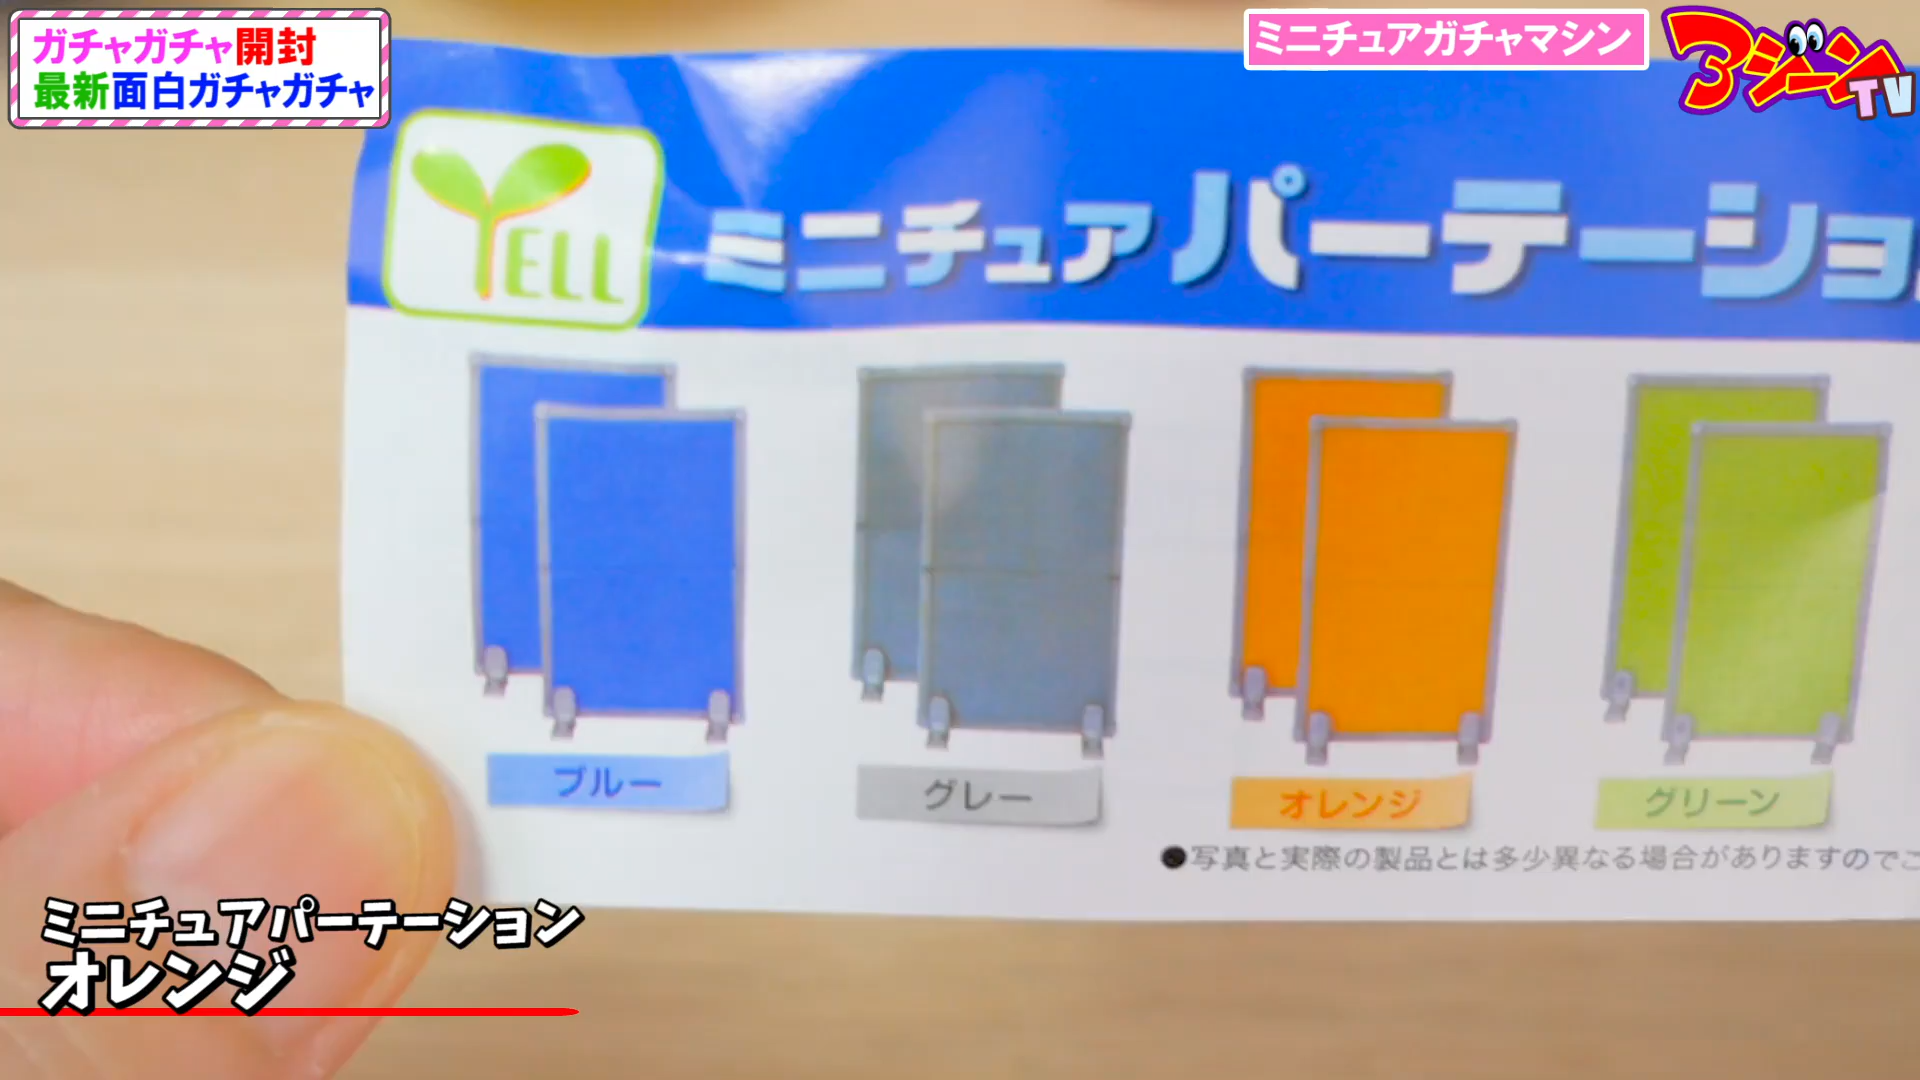 ガチャガチャ開封
最新面白ガチャガチャ
ミニチュアガチャマシン
アジーンTV
YELL
ミニチュアパーテーショ
ブルー
グレー
オレンジ
グリーン
●写真と実際の製品とは多少異なる場合がありますのでご
ミニチュアパーテーション
オレンジ